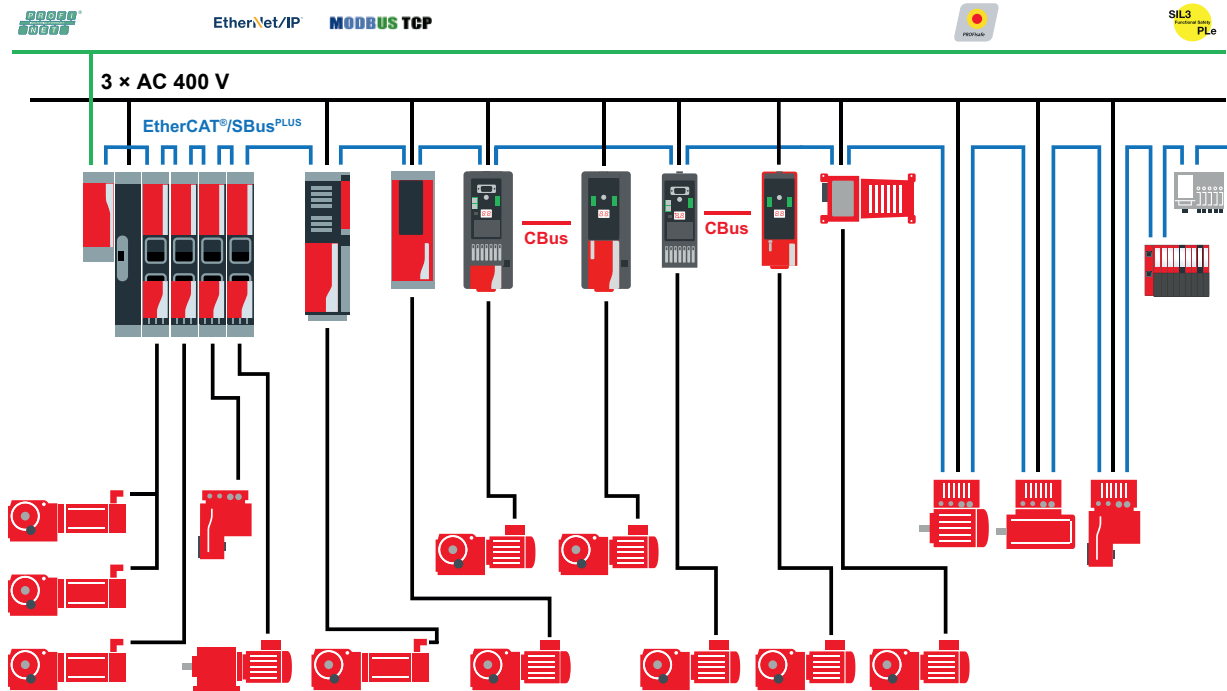 PROFI
NET
EtherNet/IP
MODBUS TCP
PROFIsafe
SIL3
Functional Safety
PLe
3 × AC 400 V
EtherCAT®/SBusPLUS
CBus
CBus